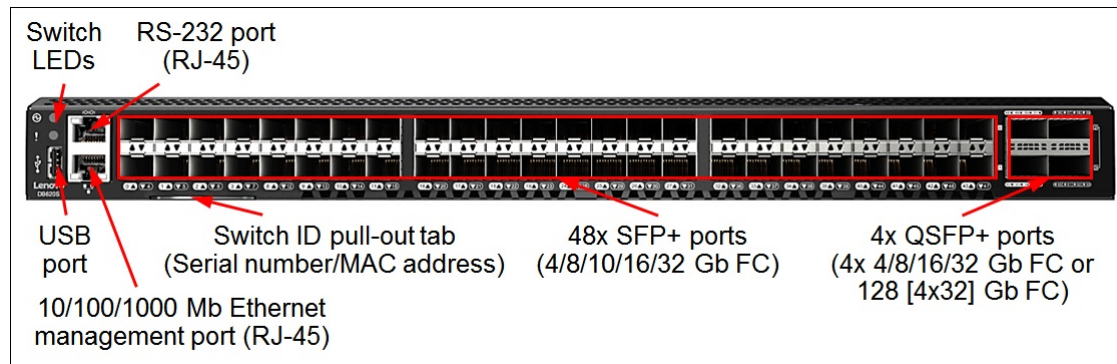 Switch
LEDs
RS-232 port
(RJ-45)
Lenovo
DB620S
USB
port
Switch ID pull-out tab
(Serial number/MAC address)
48x SFP+ ports
(4/8/10/16/32 Gb FC)
4x QSFP+ ports
(4x 4/8/16/32 Gb FC or
128 [4x32] Gb FC)
10/100/1000 Mb Ethernet
management port (RJ-45)